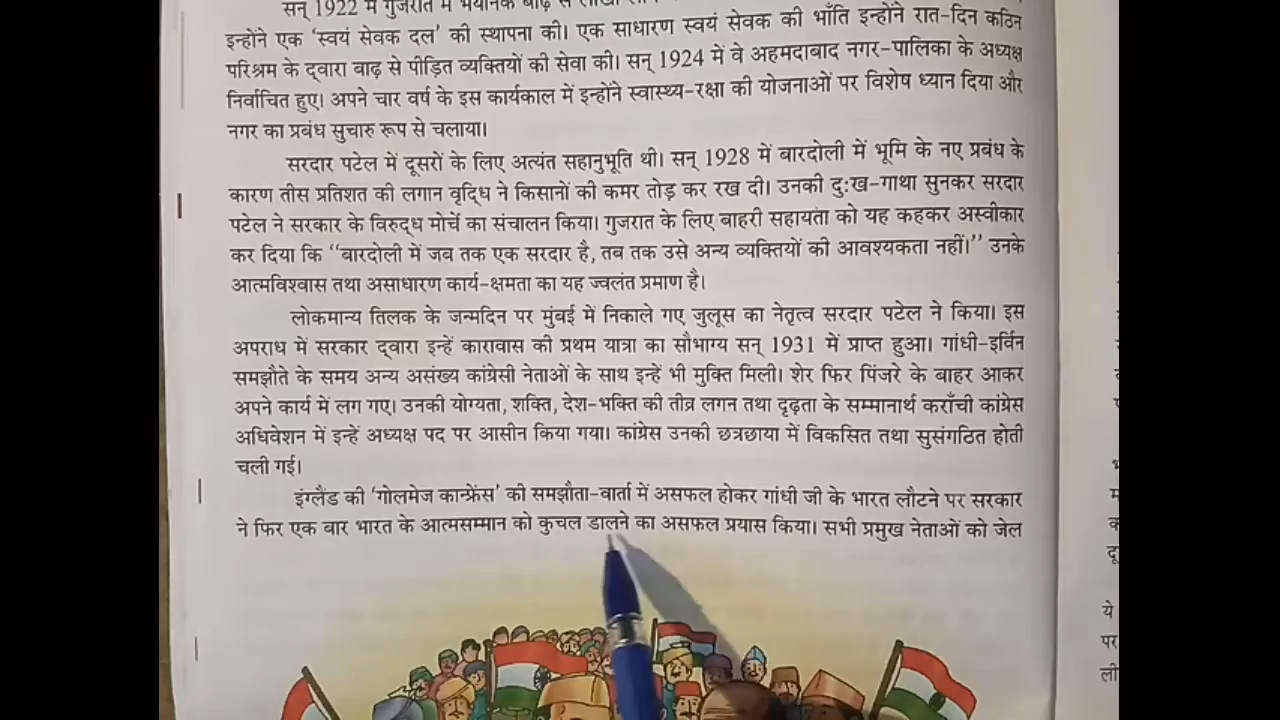 सन् 1922 में गुजरात में भयानक बाढ़ से लाखों
इन्होंने एक ‘स्वयं सेवक दल’ की स्थापना की। एक साधारण स्वयं सेवक की भाँति इन्होंने रात-दिन कठिन
परिश्रम के द्वारा बाढ़ से पीड़ित व्यक्तियों की सेवा की। सन् 1924 में वे अहमदाबाद नगर-पालिका के अध्यक्ष
निर्वाचित हुए। अपने चार वर्ष के इस कार्यकाल में इन्होंने स्वास्थ्य-रक्षा की योजनाओं पर विशेष ध्यान दिया और
नगर का प्रबंध सुचारु रूप से चलाया।
सरदार पटेल में दूसरों के लिए अत्यंत सहानुभूति थी। सन् 1928 में बारदोली में भूमि के नए प्रबंध के
कारण तीस प्रतिशत की लगान वृद्धि ने किसानों की कमर तोड़ कर रख दी। उनकी दुःख-गाथा सुनकर सरदार
पटेल ने सरकार के विरुद्ध मोर्चे का संचालन किया। गुजरात के लिए बाहरी सहायता को यह कहकर अस्वीकार
कर दिया कि “बारदोली में जब तक एक सरदार है, तब तक उसे अन्य व्यक्तियों की आवश्यकता नहीं।” उनके
आत्मविश्वास तथा असाधारण कार्य-क्षमता का यह ज्वलंत प्रमाण है।
लोकमान्य तिलक के जन्मदिन पर मुंबई में निकाले गए जुलूस का नेतृत्व सरदार पटेल ने किया। इस
अपराध में सरकार द्वारा इन्हें कारावास की प्रथम यात्रा का सौभाग्य सन् 1931 में प्राप्त हुआ। गांधी-इर्विन
समझौते के समय अन्य असंख्य कांग्रेसी नेताओं के साथ इन्हें भी मुक्ति मिली। शेर फिर पिंजरे के बाहर आकर
अपने कार्य में लग गए। उनकी योग्यता, शक्ति, देश-भक्ति की तीव्र लगन तथा दृढ़ता के सम्मानार्थ कराँची कांग्रेस
अधिवेशन में इन्हें अध्यक्ष पद पर आसीन किया गया। कांग्रेस उनकी छत्रछाया में विकसित तथा सुसंगठित होती
चली गई।
इंग्लैंड की ‘गोलमेज कान्फ्रेंस’ की समझौता-वार्ता में असफल होकर गांधी जी के भारत लौटने पर सरकार
ने फिर एक बार भारत के आत्मसम्मान को कुचल डालने का असफल प्रयास किया। सभी प्रमुख नेताओं को जेल
ये
पर